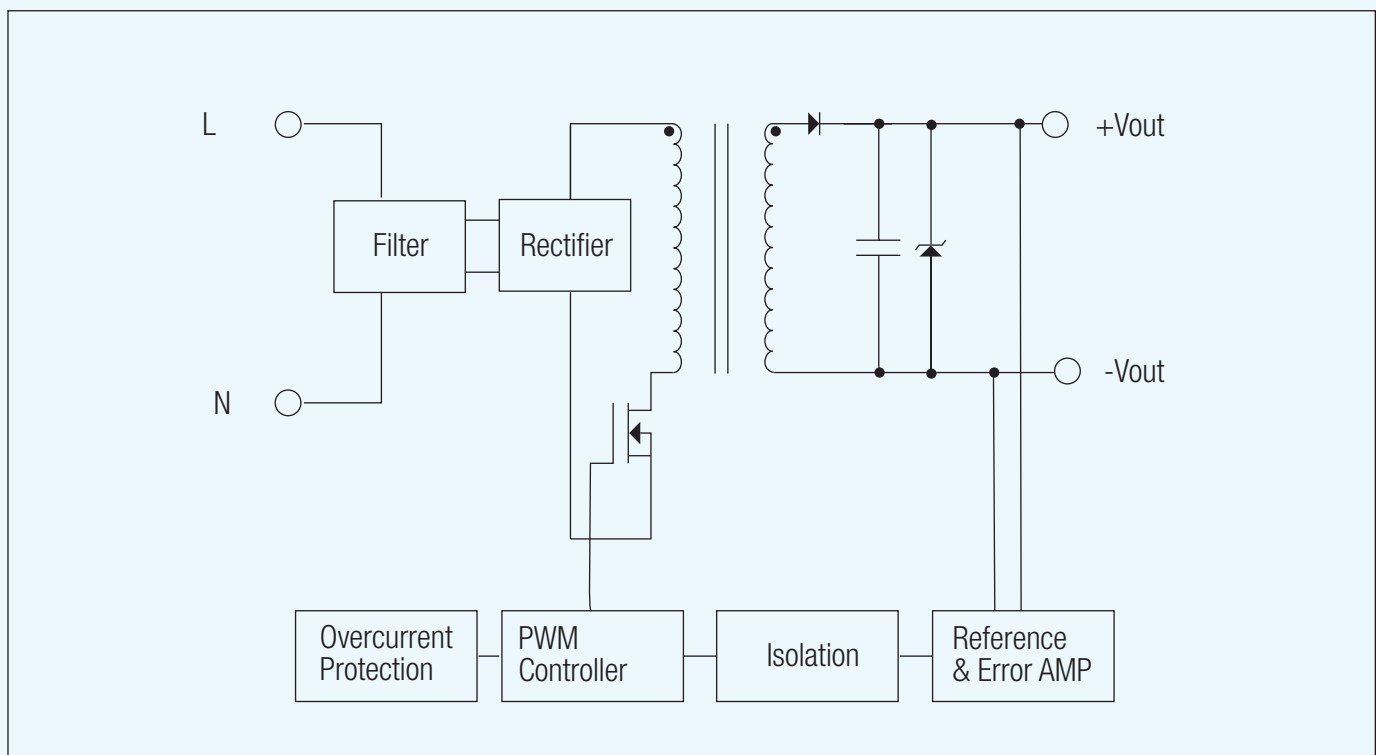 L
+Vout
Filter
Rectifier
-Vout
N
Overcurrent
Protection
PWM
Controller
Isolation
Reference
& Error AMP